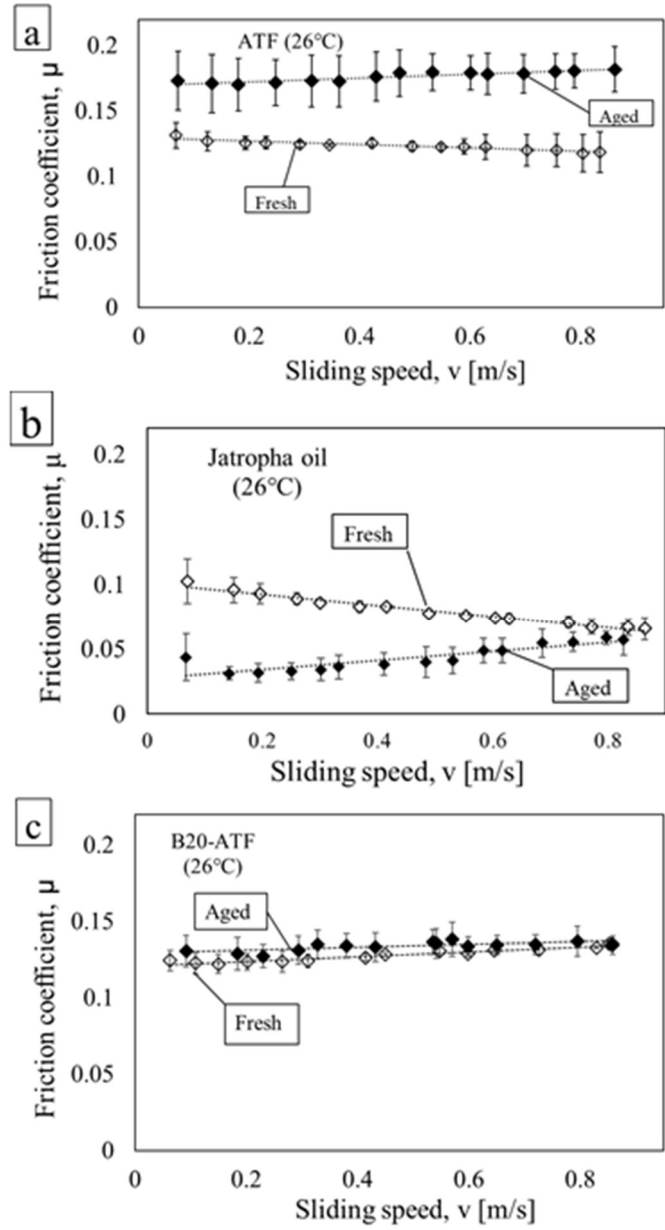 a
ATF (26°C)
0.2
0.15
0.1
0.05
0
Aged
Fresh
Friction coefficient, μ
0 0.2 0.4 0.6 0.8
Sliding speed, v [m/s]
b
Jatropha oil
(26°C)
0.2
0.15
0.1
0.05
0
Fresh
Aged
Friction coefficient, μ
0 0.2 0.4 0.6 0.8
Sliding speed, v [m/s]
c
B20-ATF
(26°C)
0.2
0.15
0.1
0.05
0
Aged
Fresh
Friction coefficient, μ
0 0.2 0.4 0.6 0.8
Sliding speed, v [m/s]